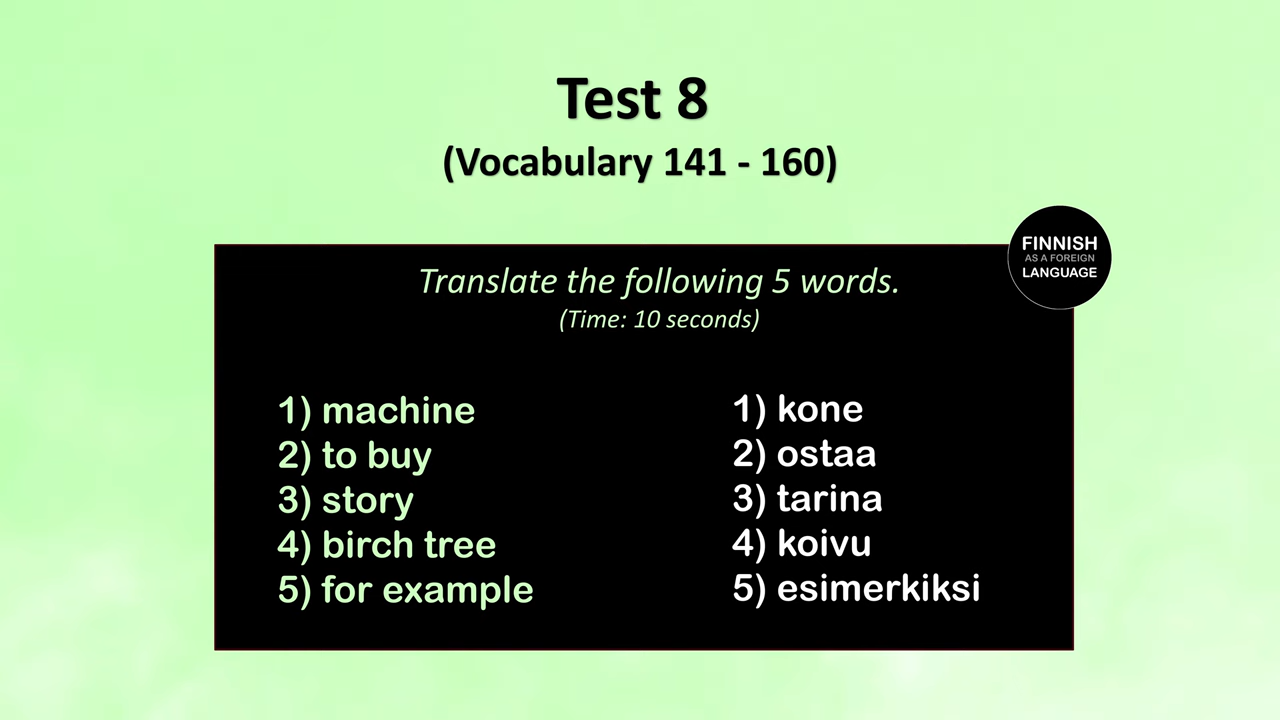 Test 8
(Vocabulary 141 - 160)
FINNISH
AS A FOREIGN
LANGUAGE
Translate the following 5 words.
(Time: 10 seconds)
1) machine
2) to buy
3) story
4) birch tree
5) for example
1) kone
2) ostaa
3) tarina
4) koivu
5) esimerkiksi